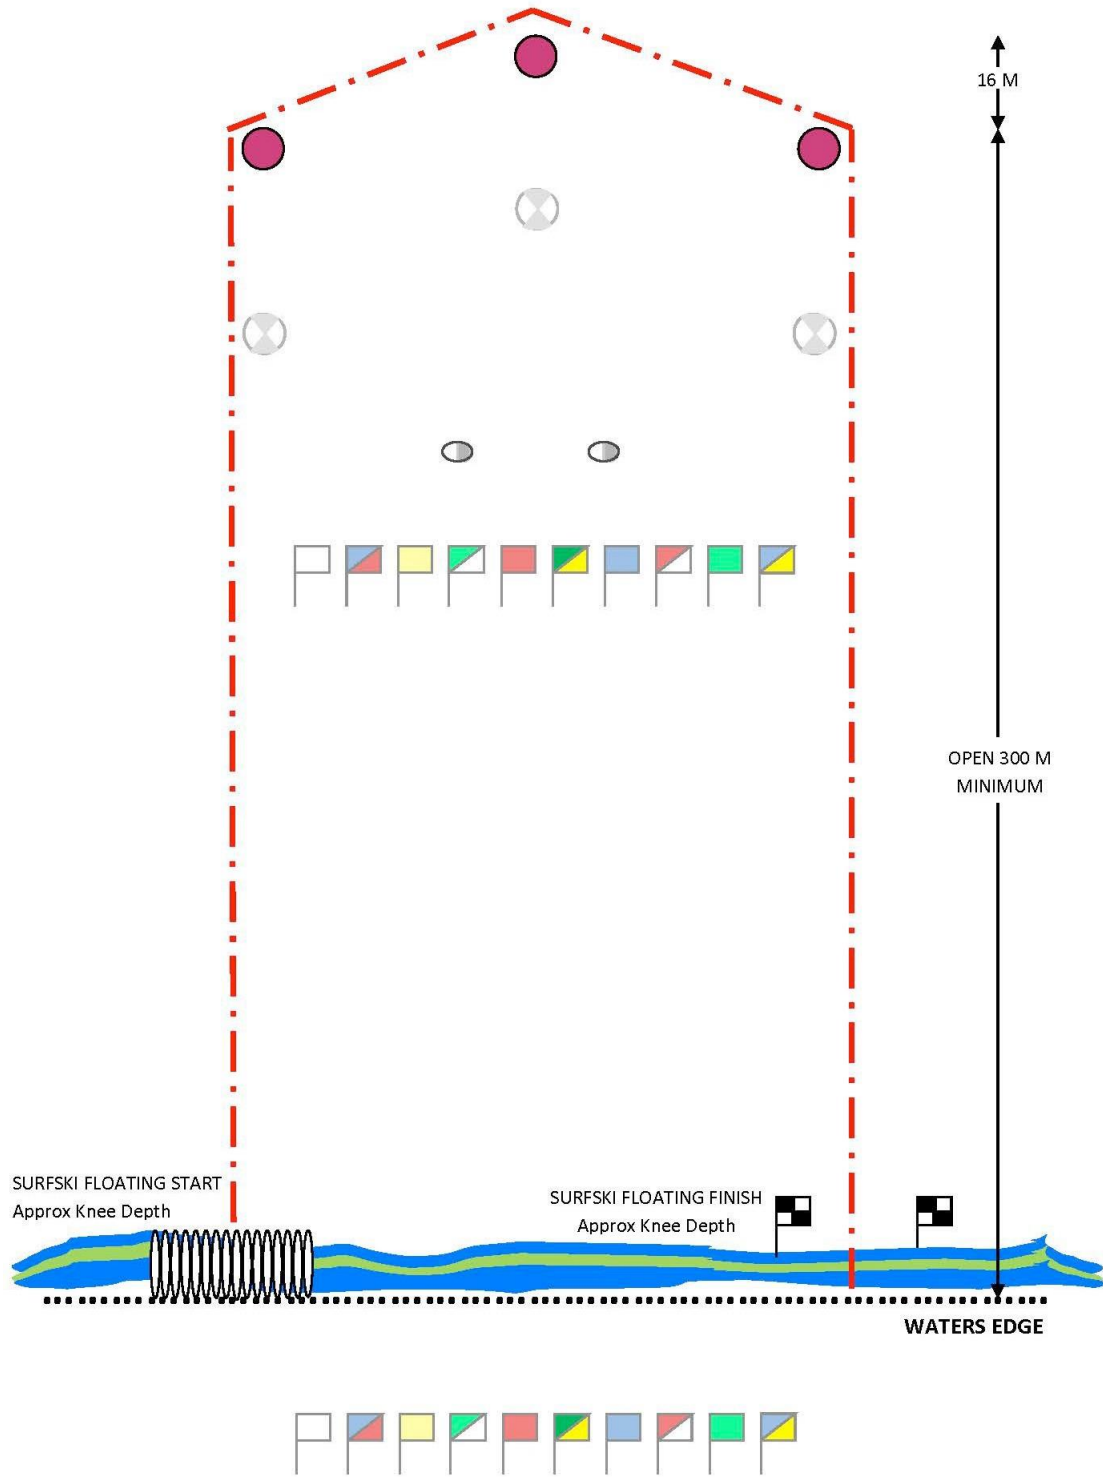 16 M
OPEN 300 M
MINIMUM
SURFSKI FLOATING START
Approx Knee Depth
SURFSKI FLOATING FINISH
Approx Knee Depth
WATERS EDGE